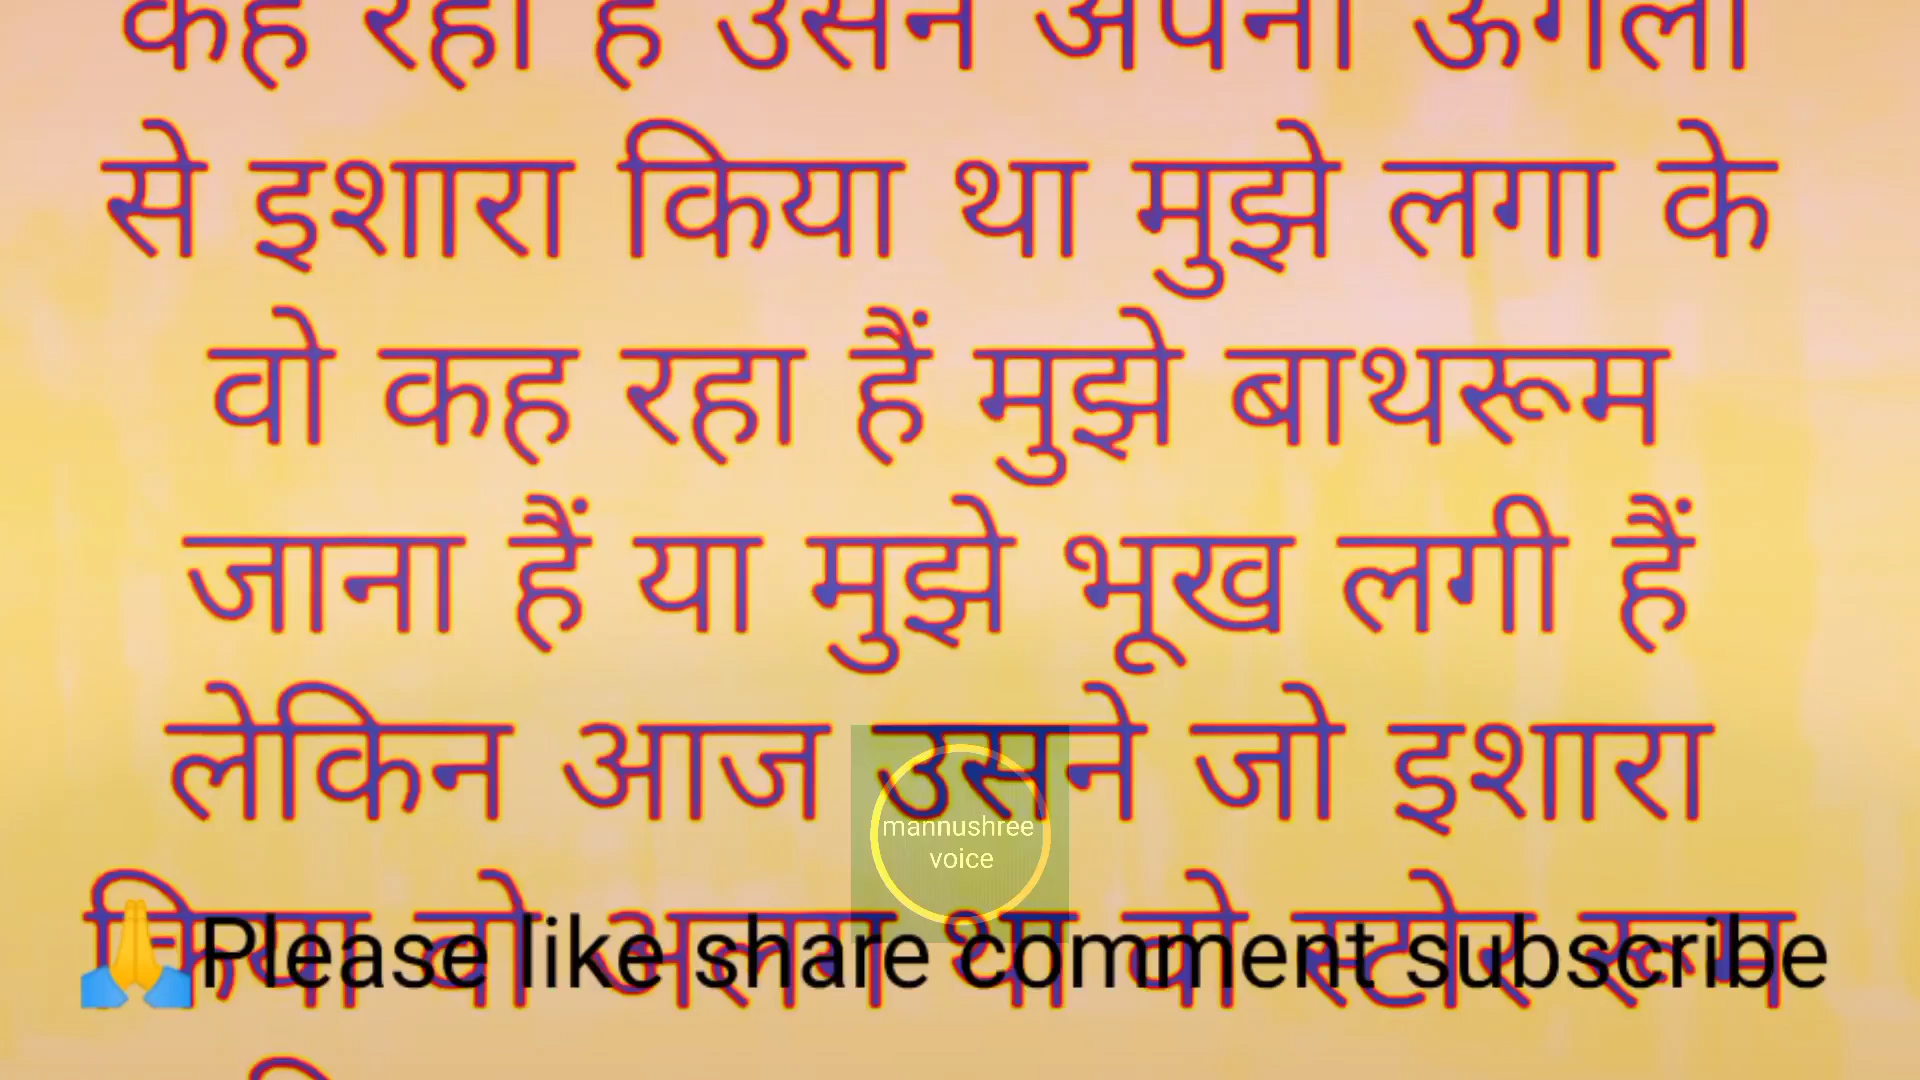 कह रहा है उसने अपनी ऊंगली
से इशारा किया था मुझे लगा के
वो कह रहा हैं मुझे बाथरूम
जाना हैं या मुझे भूख लगी हैं
लेकिन आज उसने जो इशारा
mannushree
voice
किया वो अलग था वो स्टोर रूम
🙏Please like share comment subscribe